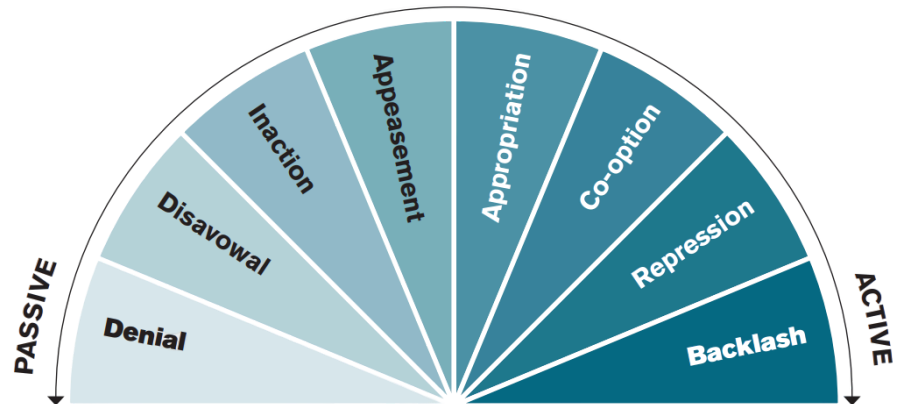 PASSIVE
Denial
Disavowal
Inaction
Appeasement
Appropriation
Co-option
Repression
Backlash
ACTIVE